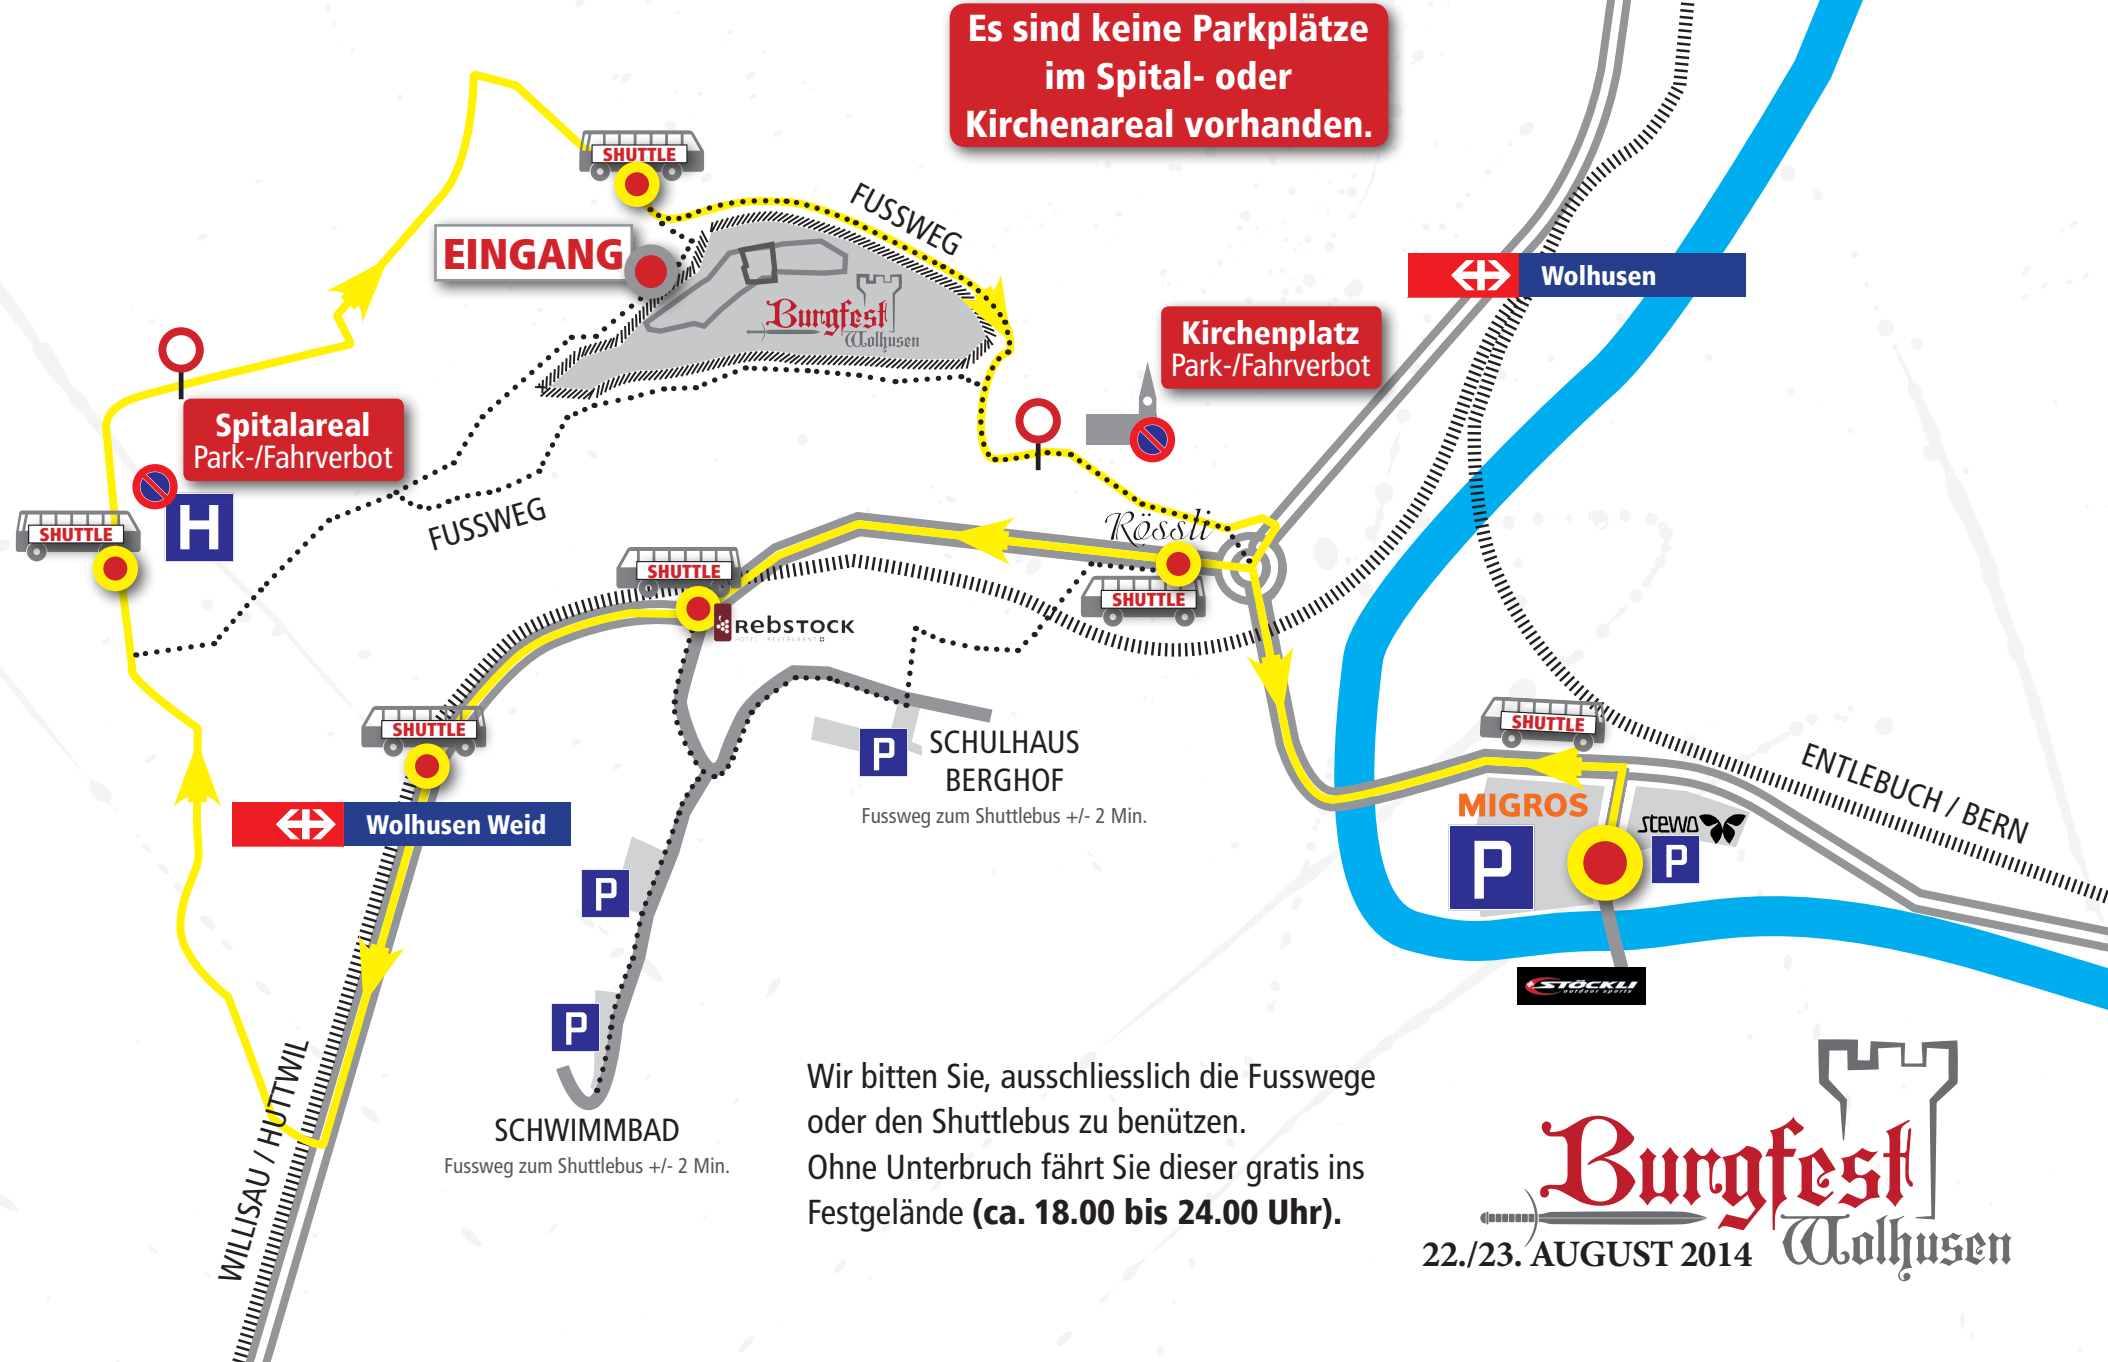 Es sind keine Parkplätze
im Spital- oder
Kirchenareal vorhanden.
SHUTTLE
FUSSWEG
EINGANG
Burgfest
Wolhusen
Wolhusen
Kirchenplatz
Park-/Fahrverbot
Spitalareal
Park-/Fahrverbot
H
SHUTTLE
FUSSWEG
Rössli
SHUTTLE
SHUTTLE
REBSTOCK
HOTEL - RESTAURANT
SHUTTLE
SHUTTLE
Wolhusen Weid
P
SCHULHAUS
BERGHOF
Fussweg zum Shuttlebus +/- 2 Min.
ENTLEBUCH / BERN
MIGROS
stewo
P
P
P
STÖCKLI
outdoor sports
P
SCHWIMMBAD
Fussweg zum Shuttlebus +/- 2 Min.
WILLISAU / HUTTWIL
Wir bitten Sie, ausschliesslich die Fusswege
oder den Shuttlebus zu benützen.
Ohne Unterbruch fährt Sie dieser gratis ins
Festgelände (ca. 18.00 bis 24.00 Uhr).
Burgfest
Wolhusen
22./23. AUGUST 2014